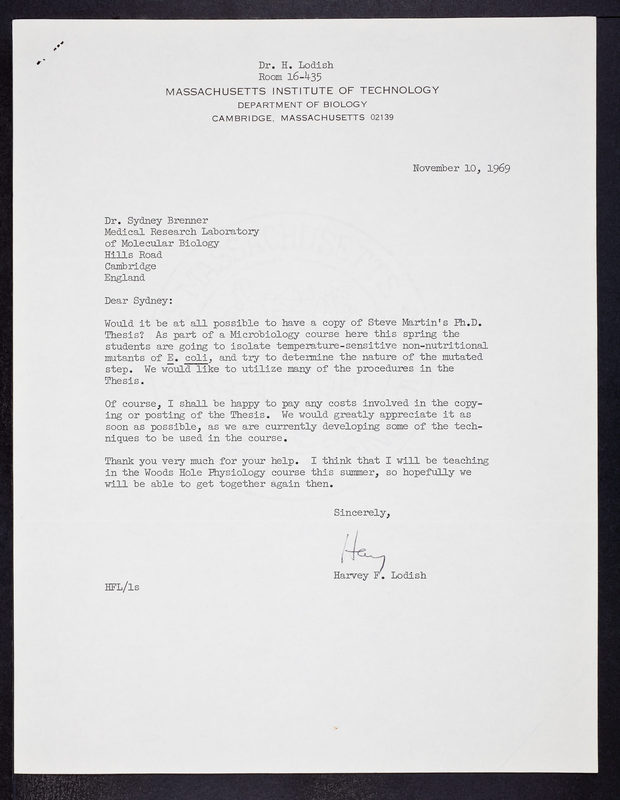 Dr. H. Lodish
Room 16-435
MASSACHUSETTS INSTITUTE OF TECHNOLOGY
DEPARTMENT OF BIOLOGY
CAMBRIDGE, MASSACHUSETTS 02139
November 10, 1969
Dr. Sydney Brenner
Medical Research Laboratory
of Molecular Biology
Hills Road
Cambridge
England
Dear Sydney:
Would it be at all possible to have a copy of Steve Martin's Ph.D.
Thesis? As part of a Microbiology course here this spring the
students are going to isolate temperature-sensitive non-nutritional
mutants of E. coli, and try to determine the nature of the mutated
step. We would like to utilize many of the procedures in the
Thesis.
Of course, I shall be happy to pay any costs involved in the copy-
ing or posting of the Thesis. We would greatly appreciate it as
soon as possible, as we are currently developing some of the tech-
niques to be used in the course.
Thank you very much for your help. I think that I will be teaching
in the Woods Hole Physiology course this summer, so hopefully we
will be able to get together again then.
Sincerely,
Harvey F. Lodish
HFL/ls